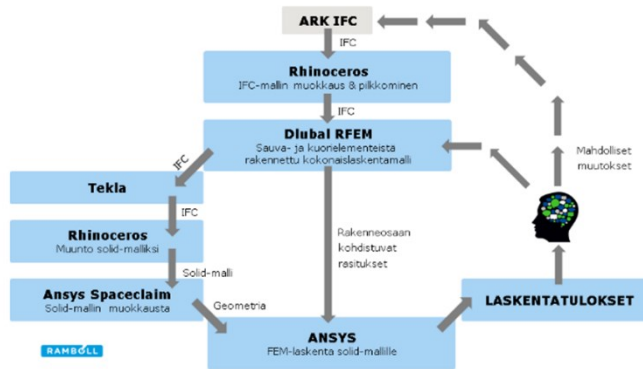 ARK IFC
IFC
Rhinoceros
IFC-mallin muokkaus & pilkkominen
IFC
Dlubal RFEM
Sauva- ja kuorielementeistä
rakennettu kokonaislaskentamalli
Mahdolliset
muutokset
IFC
Tekla
IFC
Rhinoceros
Muunto solid-malliksi
Rakenneosaan
kohdistuvat
rasitukset
Solid-malli
Ansys Spaceclaim
Solid-mallin muokkausta
Geometria
LASKENTATULOKSET
ANSYS
FEM-laskenta solid-mallille
RAMBOLL